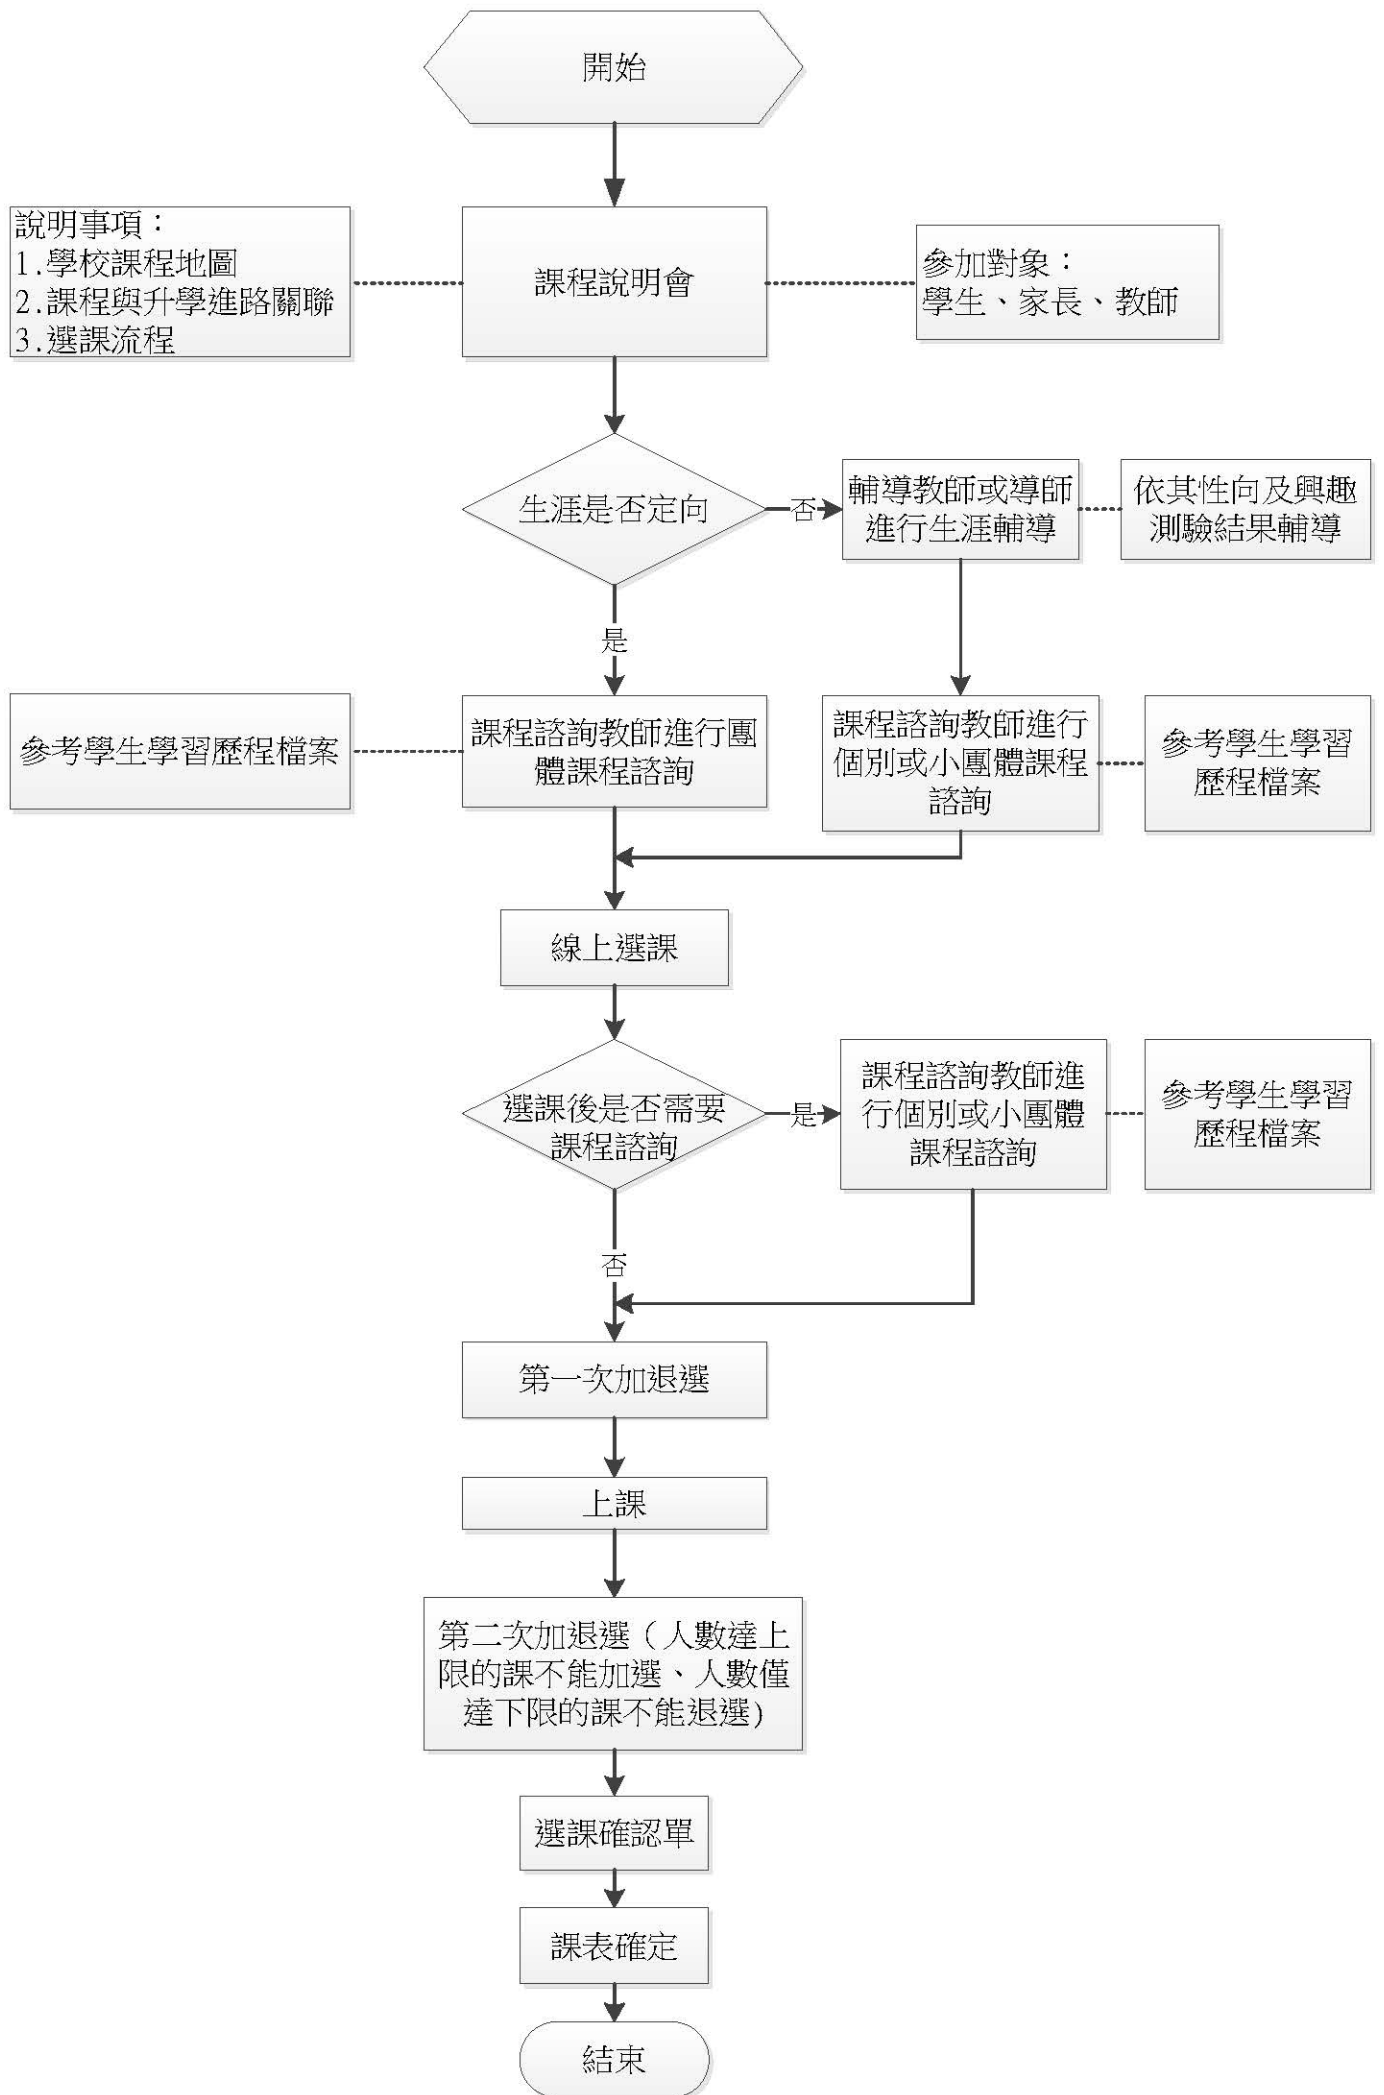 開始
說明事項：
1.學校課程地圖
2.課程與升學進路關聯
3.選課流程
課程說明會
參加對象：
學生、家長、教師
生涯是否定向
否
輔導教師或導師
進行生涯輔導
依其性向及興趣
測驗結果輔導
是
參考學生學習歷程檔案
課程諮詢教師進行團
體課程諮詢
課程諮詢教師進行
個別或小團體課程
諮詢
參考學生學習
歷程檔案
線上選課
選課後是否需要
課程諮詢
是
課程諮詢教師進
行個別或小團體
課程諮詢
參考學生學習
歷程檔案
否
第一次加退選
上課
第二次加退選（人數達上
限的課不能加選、人數僅
達下限的課不能退選)
選課確認單
課表確定
結束